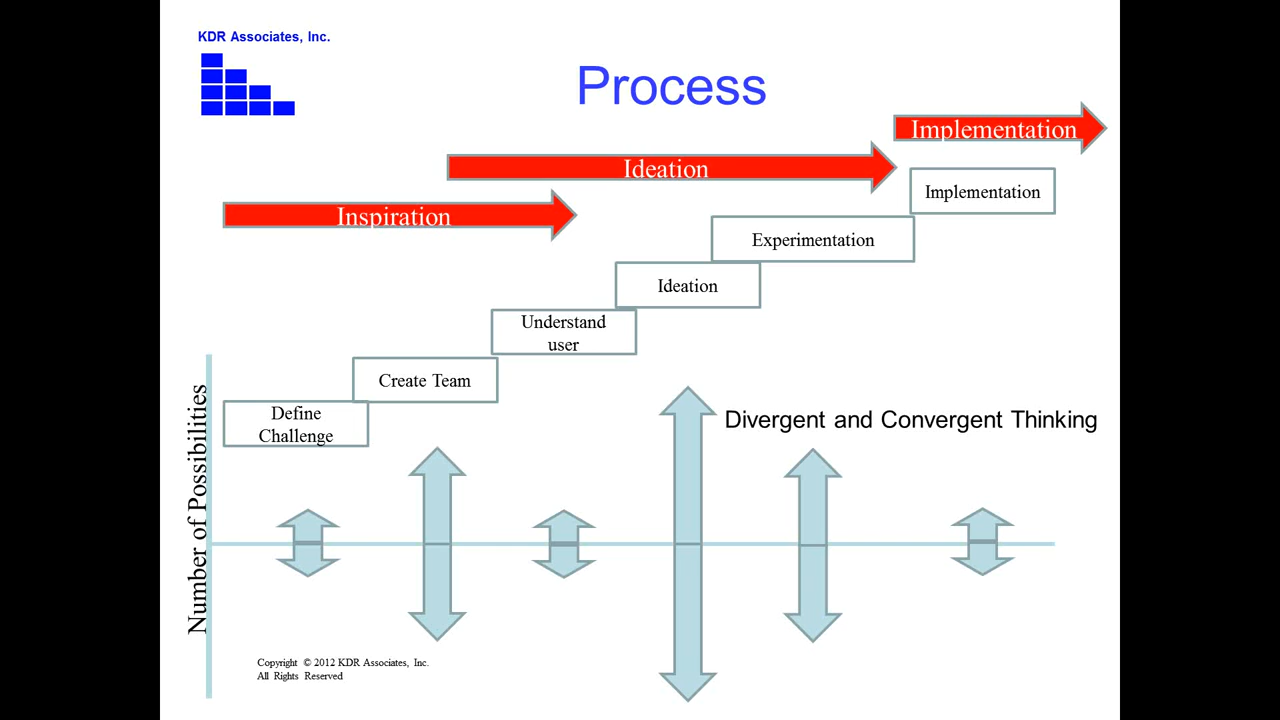 KDR Associates, Inc.
Process
Implementation
Ideation
Inspiration
Implementation
Experimentation
Ideation
Understand
user
Create Team
Define
Challenge
Number of Possibilities
Divergent and Convergent Thinking
Copyright © 2012 KDR Associates, Inc.
All Rights Reserved